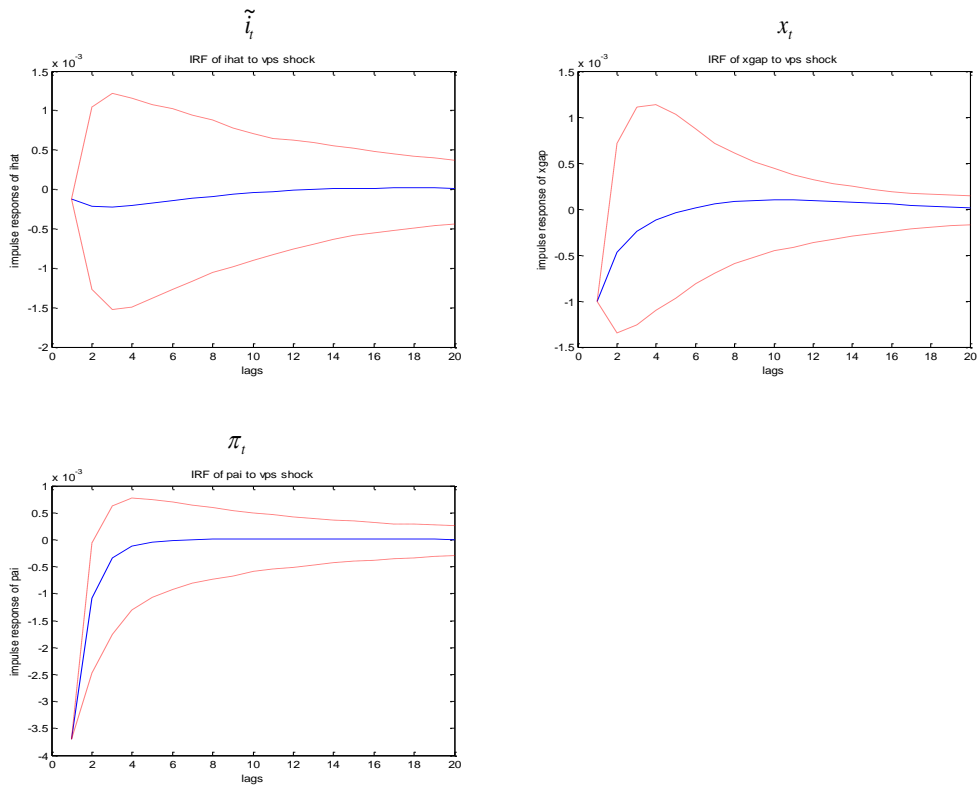 ĩₜ
xₜ
IRF of ihat to vps shock
x 10⁻³
1.5
1
0.5
0
-0.5
-1
-1.5
-2
impulse response of ihat
0 2 4 6 8 10 12 14 16 18 20
lags
IRF of xgap to vps shock
x 10⁻³
1.5
1
0.5
0
-0.5
-1
-1.5
impulse response of xgap
0 2 4 6 8 10 12 14 16 18 20
lags
πₜ
IRF of pai to vps shock
x 10⁻³
1
0.5
0
-0.5
-1
-1.5
-2
-2.5
-3
-3.5
-4
impulse response of pai
0 2 4 6 8 10 12 14 16 18 20
lags